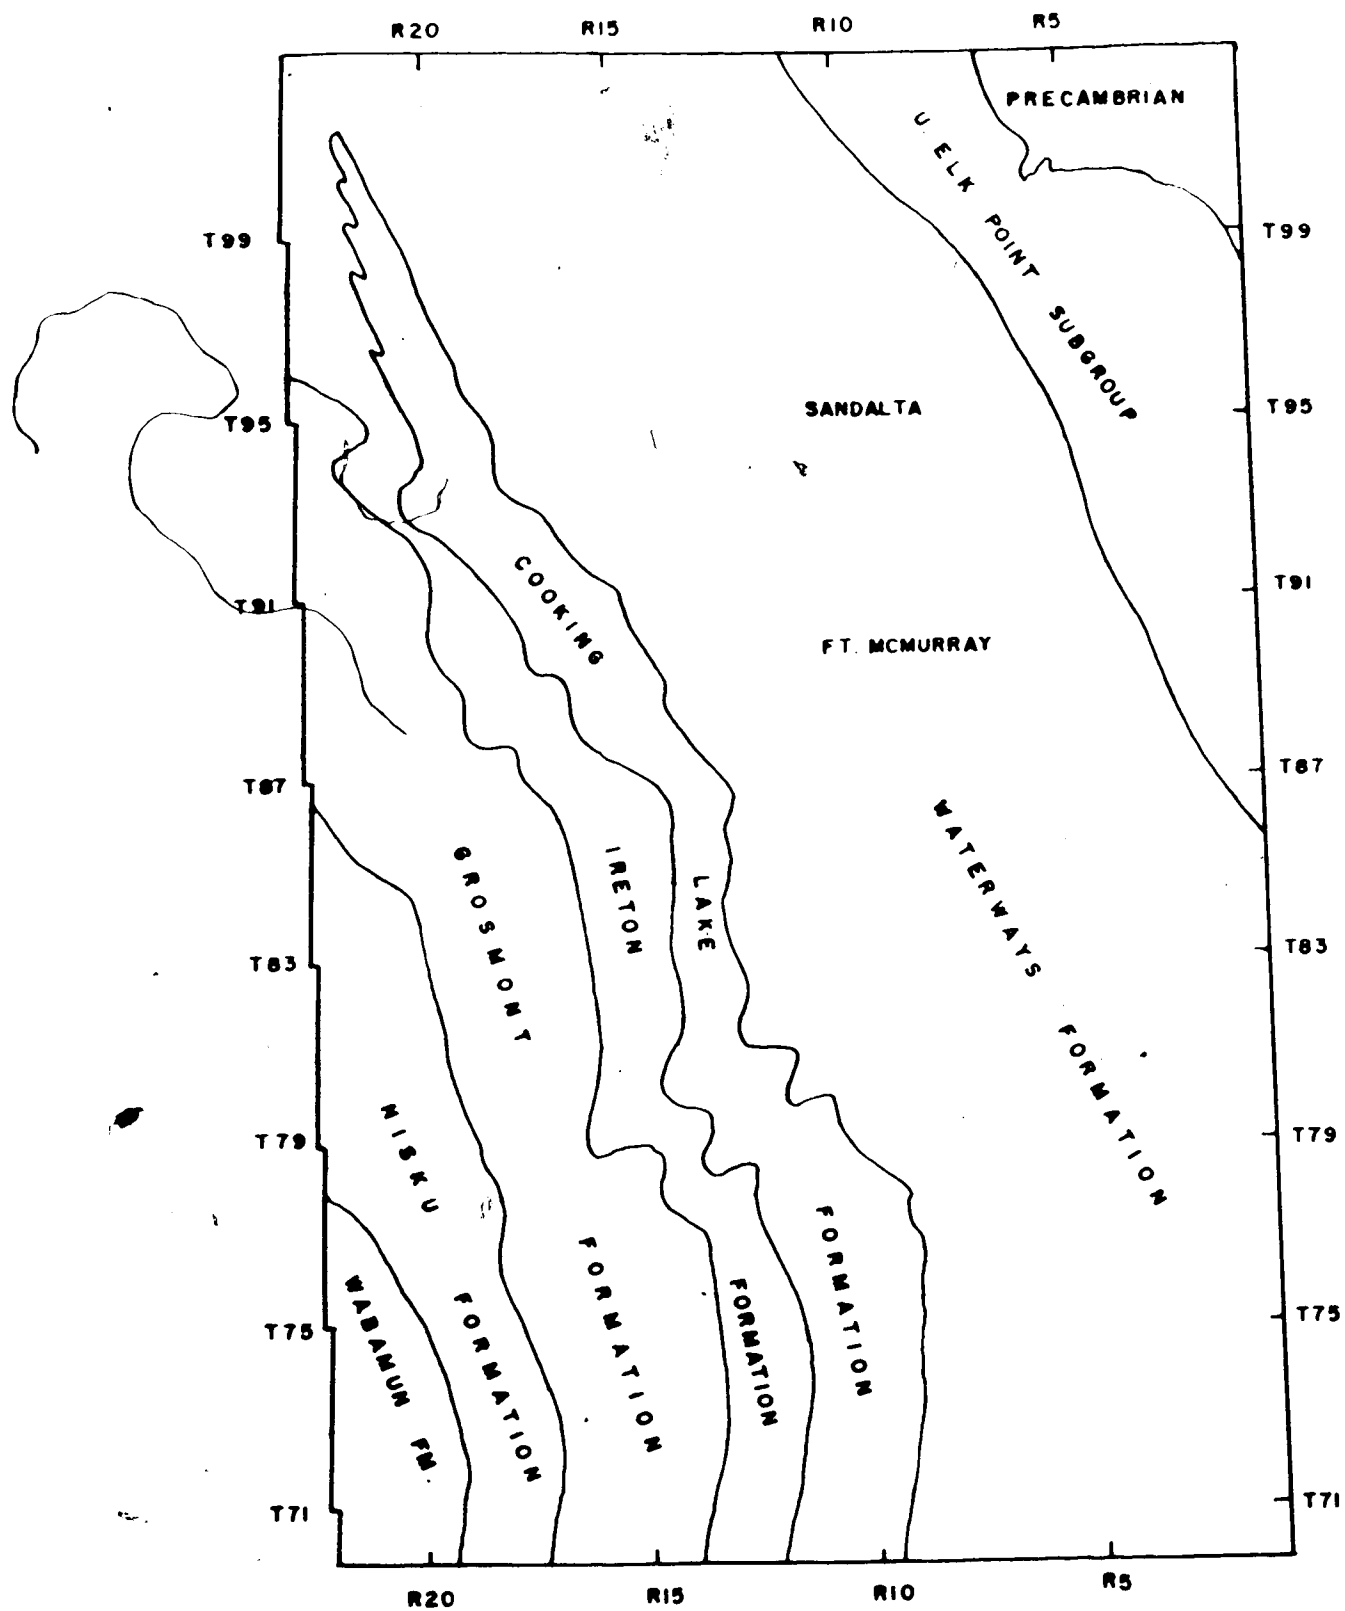 R20 R15 R10 R5
PRECAMBRIAN
U. ELK POINT SUBGROUP
T99 T99
T95 T95
SANDALTA
T91 T91
COOKING LAKE FORMATION
FT. MCMURRAY
T87 T87
WATERWAYS FORMATION
GROSMONT FORMATION
IRETON FORMATION
T83 T83
NISKU FORMATION
T79 T79
WABAMUN FM.
T75 T75
T71 T71
R20 R15 R10 R5